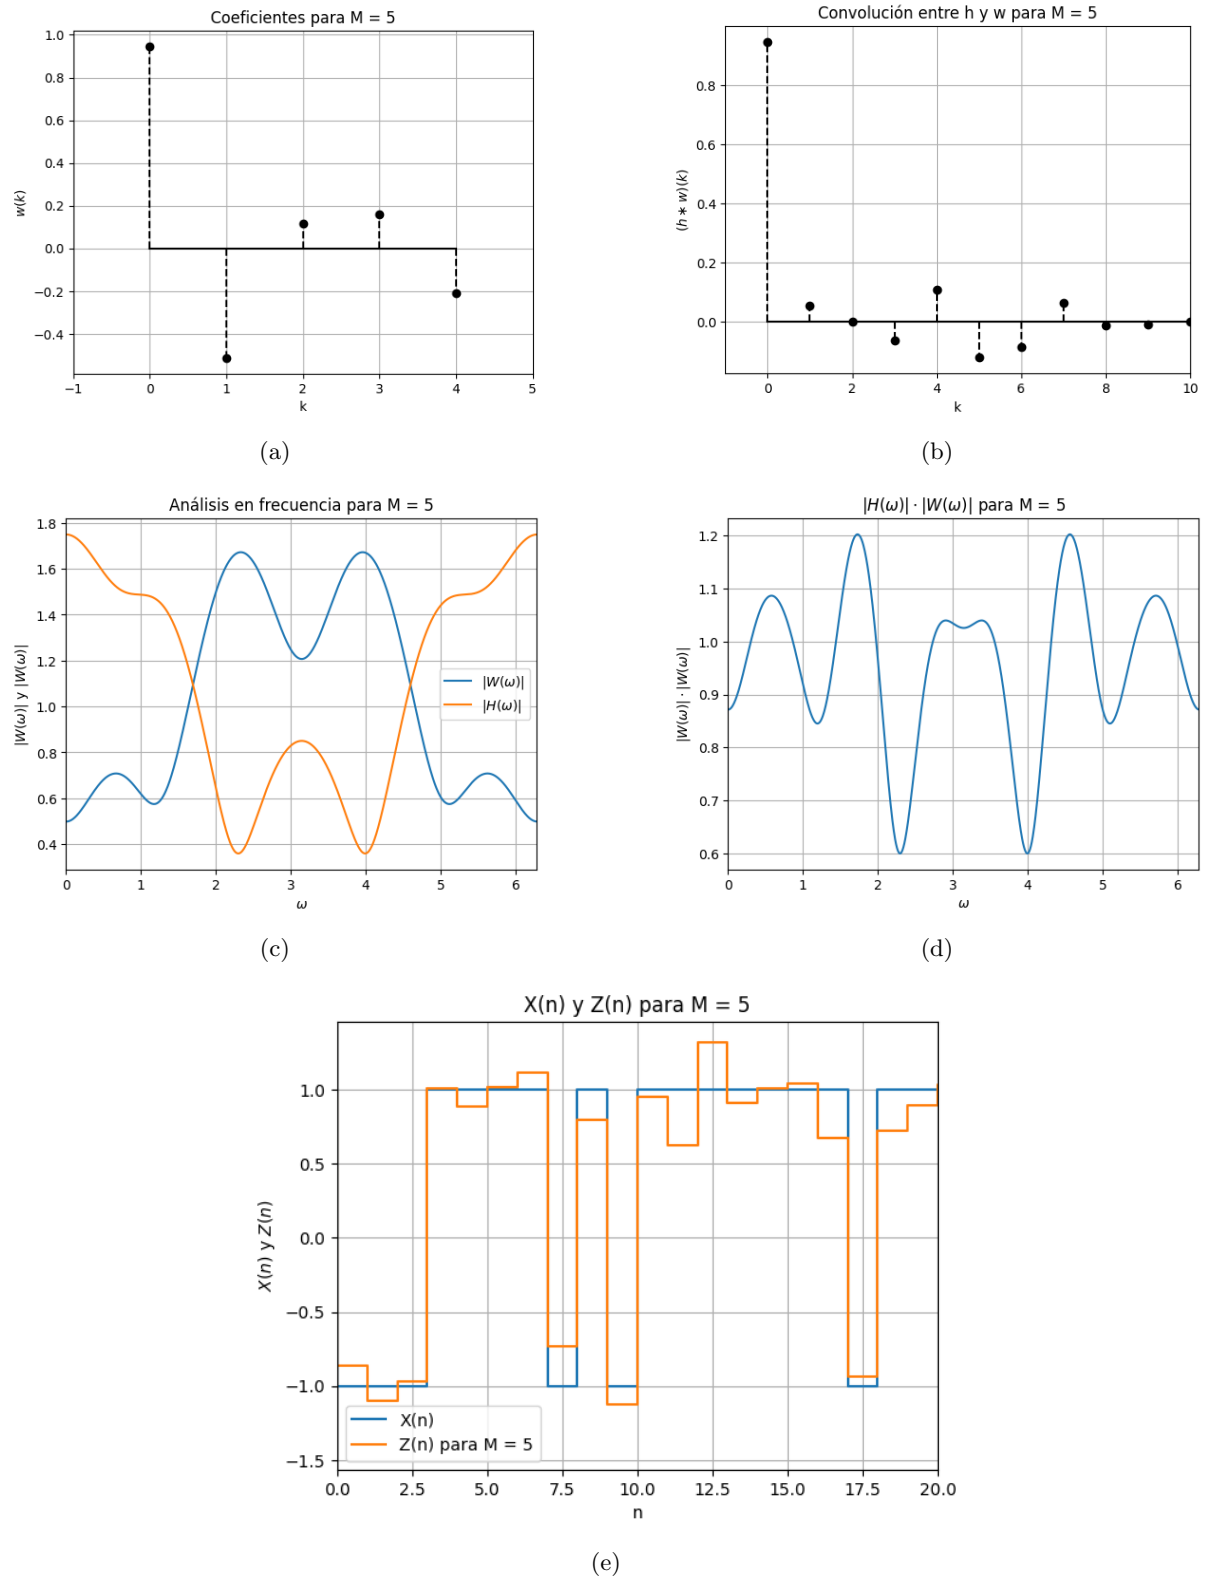 Coeficientes para M = 5
1.0
0.8
0.6
0.4
0.2
0.0
−0.2
−0.4
w(k)
−1 0 1 2 3 4 5
k
(a)
Convolución entre h y w para M = 5
0.8
0.6
0.4
0.2
0.0
(h ∗ w)(k)
0 2 4 6 8 10
k
(b)
Análisis en frecuencia para M = 5
1.8
1.6
1.4
1.2
1.0
0.8
0.6
0.4
|W(ω)| y |W(ω)|
|W(ω)|
|H(ω)|
0 1 2 3 4 5 6
ω
(c)
|H(ω)| · |W(ω)| para M = 5
1.2
1.1
1.0
0.9
0.8
0.7
0.6
|W(ω)| · |W(ω)|
0 1 2 3 4 5 6
ω
(d)
X(n) y Z(n) para M = 5
1.0
0.5
0.0
−0.5
−1.0
−1.5
X(n) y Z(n)
X(n)
Z(n) para M = 5
0.0 2.5 5.0 7.5 10.0 12.5 15.0 17.5 20.0
n
(e)